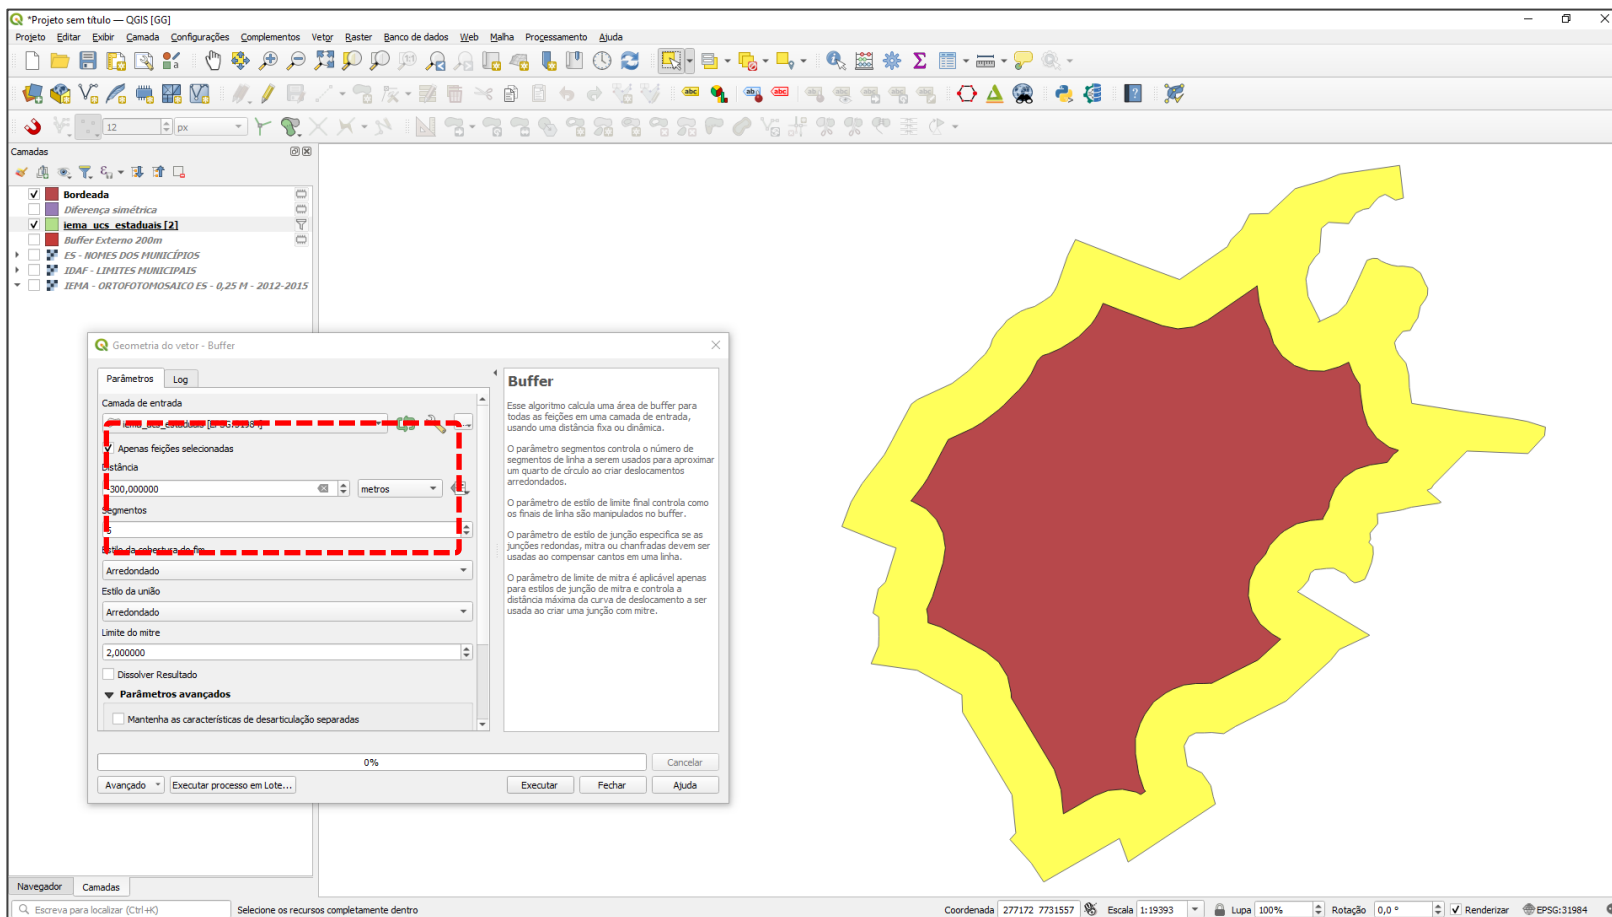 *Projeto sem título — QGIS [GG]
Projeto Editar Exibir Camada Configurações Complementos Vetor Raster Banco de dados Web Malha Processamento Ajuda
12 px
Camadas
Bordeada
Diferença simétrica
iema_ucs_estaduais [2]
Buffer Externo 200m
ES - NOMES DOS MUNICÍPIOS
IDAF - LIMITES MUNICIPAIS
IEMA - ORTOFOTOMOSAICO ES - 0,25 M - 2012-2015
Geometria do vetor - Buffer
Parâmetros Log
Camada de entrada
iema_ucs_estaduais [EPSG:31984]
Apenas feições selecionadas
Distância
-300,000000 metros
Segmentos
5
Estilo da cobertura do fim
Arredondado
Estilo da união
Arredondado
Limite do mitre
2,000000
Dissolver Resultado
Parâmetros avançados
Mantenha as características de desarticulação separadas
Buffer
Esse algoritmo calcula uma área de buffer para
todas as feições em uma camada de entrada,
usando uma distância fixa ou dinâmica.
O parâmetro segmentos controla o número de
segmentos de linha a serem usados para aproximar
um quarto de círculo ao criar deslocamentos
arredondados.
O parâmetro de estilo de limite final controla como
os finais de linha são manipulados no buffer.
O parâmetro de estilo de junção especifica se as
junções redondas, mitra ou chanfradas devem ser
usadas ao compensar cantos em uma linha.
O parâmetro de limite de mitra é aplicável apenas
para estilos de junção de mitra e controla a
distância máxima da curva de deslocamento a ser
usada ao criar uma junção com mitre.
0% Cancelar
Avançado Executar processo em Lote... Executar Fechar Ajuda
Navegador Camadas
Escreva para localizar (Ctrl+K) Selecione os recursos completamente dentro Coordenada 277172 7731557 Escala 1:19393 Lupa 100% Rotação 0,0 ° Renderizar EPSG:31984